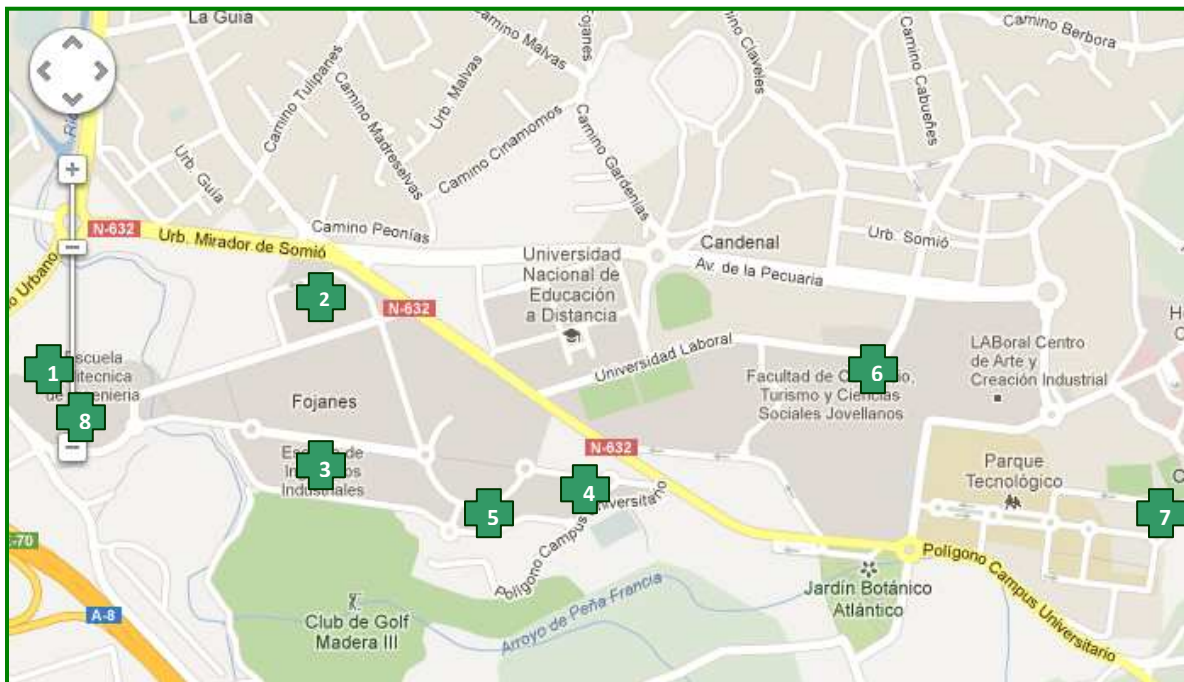 La Guia
Camino Tulipanes
Camino Madreselvas
Camino Malvas
Urb. Malvas
Camino Cinamomos
Fojanes
Camino Gardenias
Camino Claveles
Camino Cabueñes
Camino Berbora
Urb. Guía
Camino Peonías
N-632
Urb. Mirador de Somió
Urbano
Universidad
Nacional de
Educación
a Distancia
Candenal
Av. de la Pecuaria
Urb. Somió
2
N-632
Universidad Laboral
LABoral Centro
de Arte y
Creación Industrial
1
Escuela
de
8
Fojanes
6
Facultad de
Turismo y Ciencias
Sociales Jovellanos
N-632
3
Industriales
4
5
Polígono Campus
Parque
Tecnológico
7
A-8
Club de Golf
Madera III
Arroyo de Peña Francia
Jardín Botánico
Atlántico
Polígono Campus Universitario